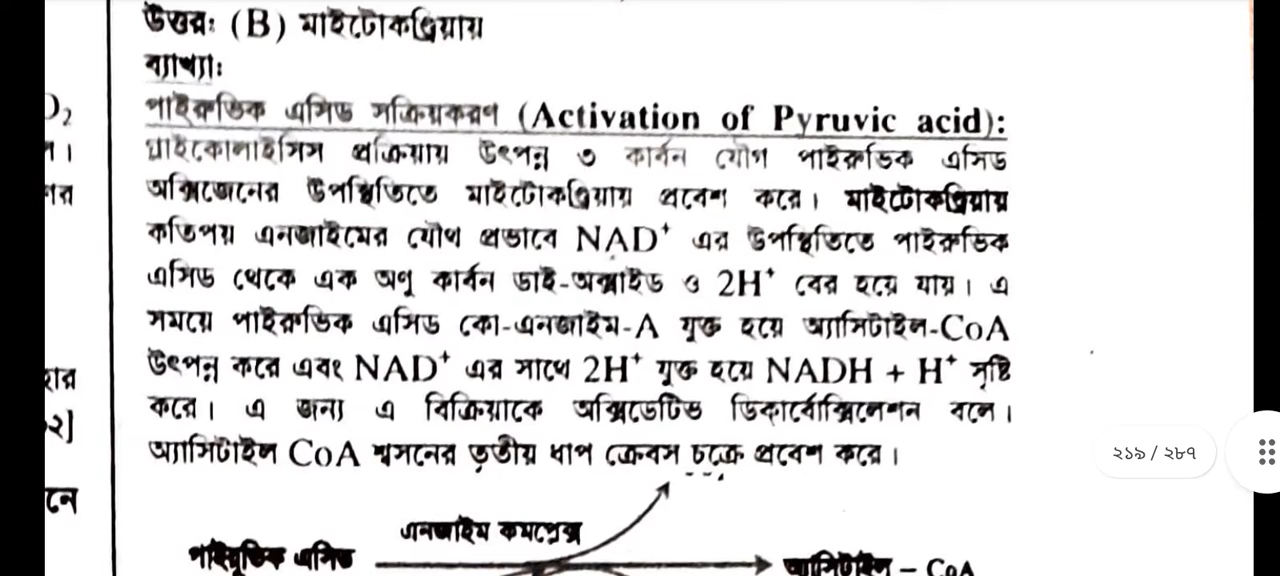 উত্তর: (B) মাইটোকন্ড্রিয়ায়
ব্যাখ্যা:
পাইরুভিক এসিড সক্রিয়করণ (Activation of Pyruvic acid):
গ্লাইকোলাইসিস প্রক্রিয়ায় উৎপন্ন ৩ কার্বন যৌগ পাইরুভিক এসিড
অক্সিজেনের উপস্থিতিতে মাইটোকন্ড্রিয়ায় প্রবেশ করে। মাইটোকন্ড্রিয়ায়
কতিপয় এনজাইমের যৌথ প্রভাবে NAD⁺ এর উপস্থিতিতে পাইরুভিক
এসিড থেকে এক অণু কার্বন ডাই-অক্সাইড ও 2H⁺ বের হয়ে যায়। এ
সময়ে পাইরুভিক এসিড কো-এনজাইম-A যুক্ত হয়ে অ্যাসিটাইল-CoA
উৎপন্ন করে এবং NAD⁺ এর সাথে 2H⁺ যুক্ত হয়ে NADH + H⁺ সৃষ্টি
করে। এ জন্য এ বিক্রিয়াকে অক্সিডেটিভ ডিকার্বোক্সিলেশন বলে।
অ্যাসিটাইল CoA শ্বসনের তৃতীয় ধাপ ক্রেবস চক্রে প্রবেশ করে।
২১৯ / ২৮৭
এনজাইম কমপ্লেক্স
পাইরুভিক এসিড অ্যাসিটাইল – CoA
O₂
২]